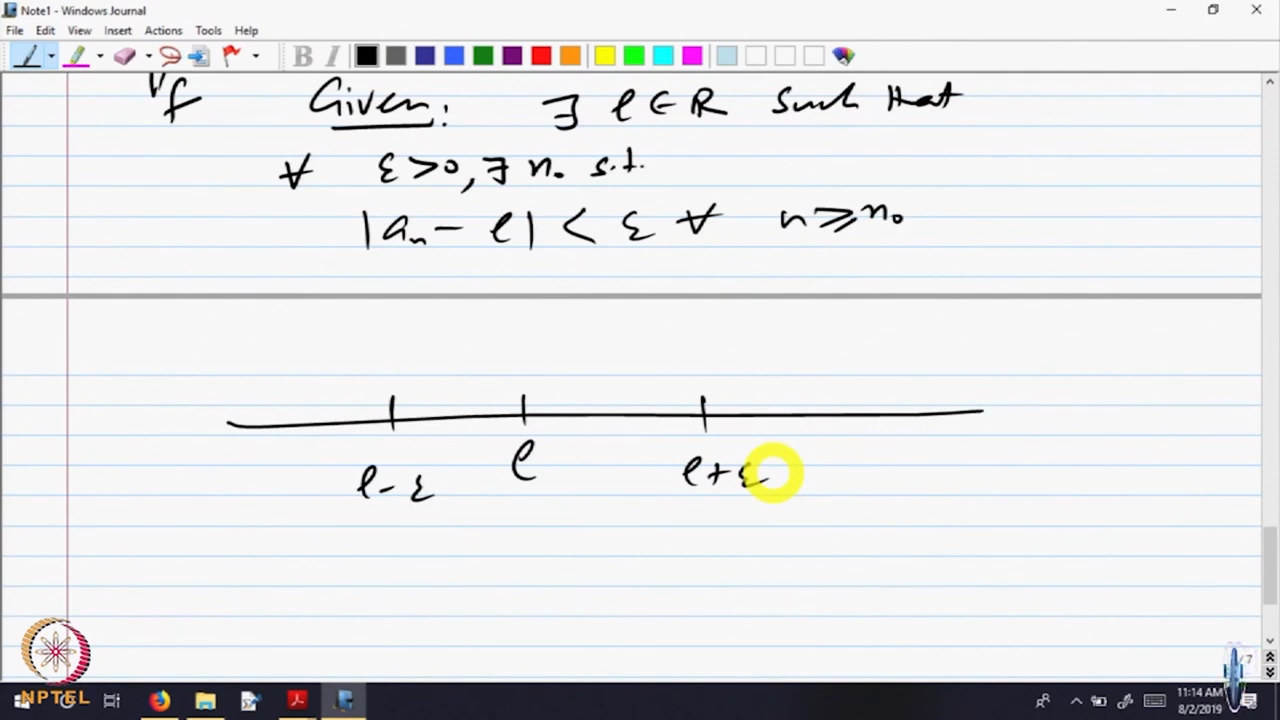 Note1 - Windows Journal
File Edit View Insert Actions Tools Help
B I
Given: ∃ l ∈ R such that
∀ ε > 0, ∃ n₀ s.t.
|aₙ - l| < ε ∀ n ≥ n₀
l - ε l l + ε
NPTEL
11:14 AM
8/2/2019